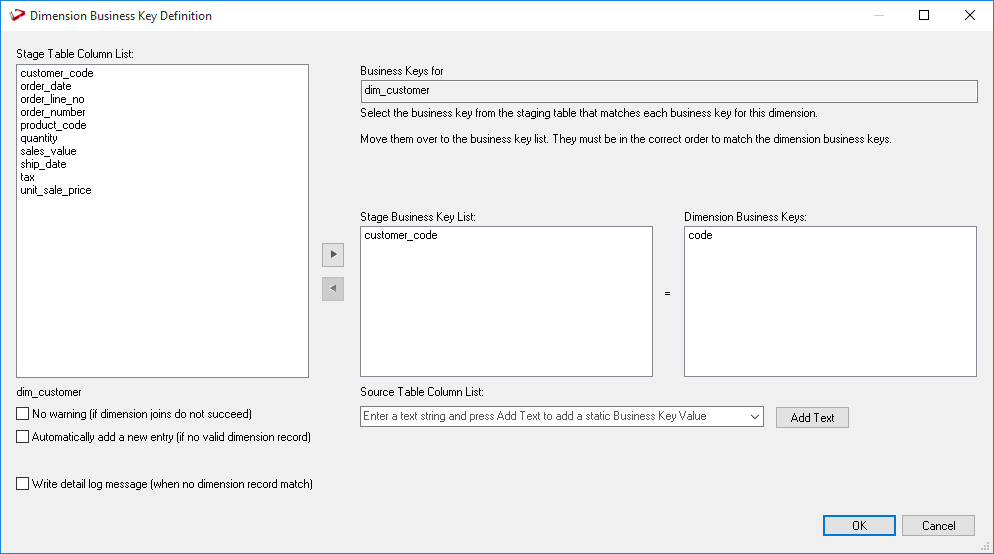 Dimension Business Key Definition
Stage Table Column List:
customer_code
order_date
order_line_no
order_number
product_code
quantity
sales_value
ship_date
tax
unit_sale_price
Business Keys for
dim_customer
Select the business key from the staging table that matches each business key for this dimension.
Move them over to the business key list. They must be in the correct order to match the dimension business keys.
Stage Business Key List:
customer_code
=
Dimension Business Keys:
code
dim_customer
No warning (if dimension joins do not succeed)
Automatically add a new entry (if no valid dimension record)
Write detail log message (when no dimension record match)
Source Table Column List:
Enter a text string and press Add Text to add a static Business Key Value
Add Text
OK
Cancel